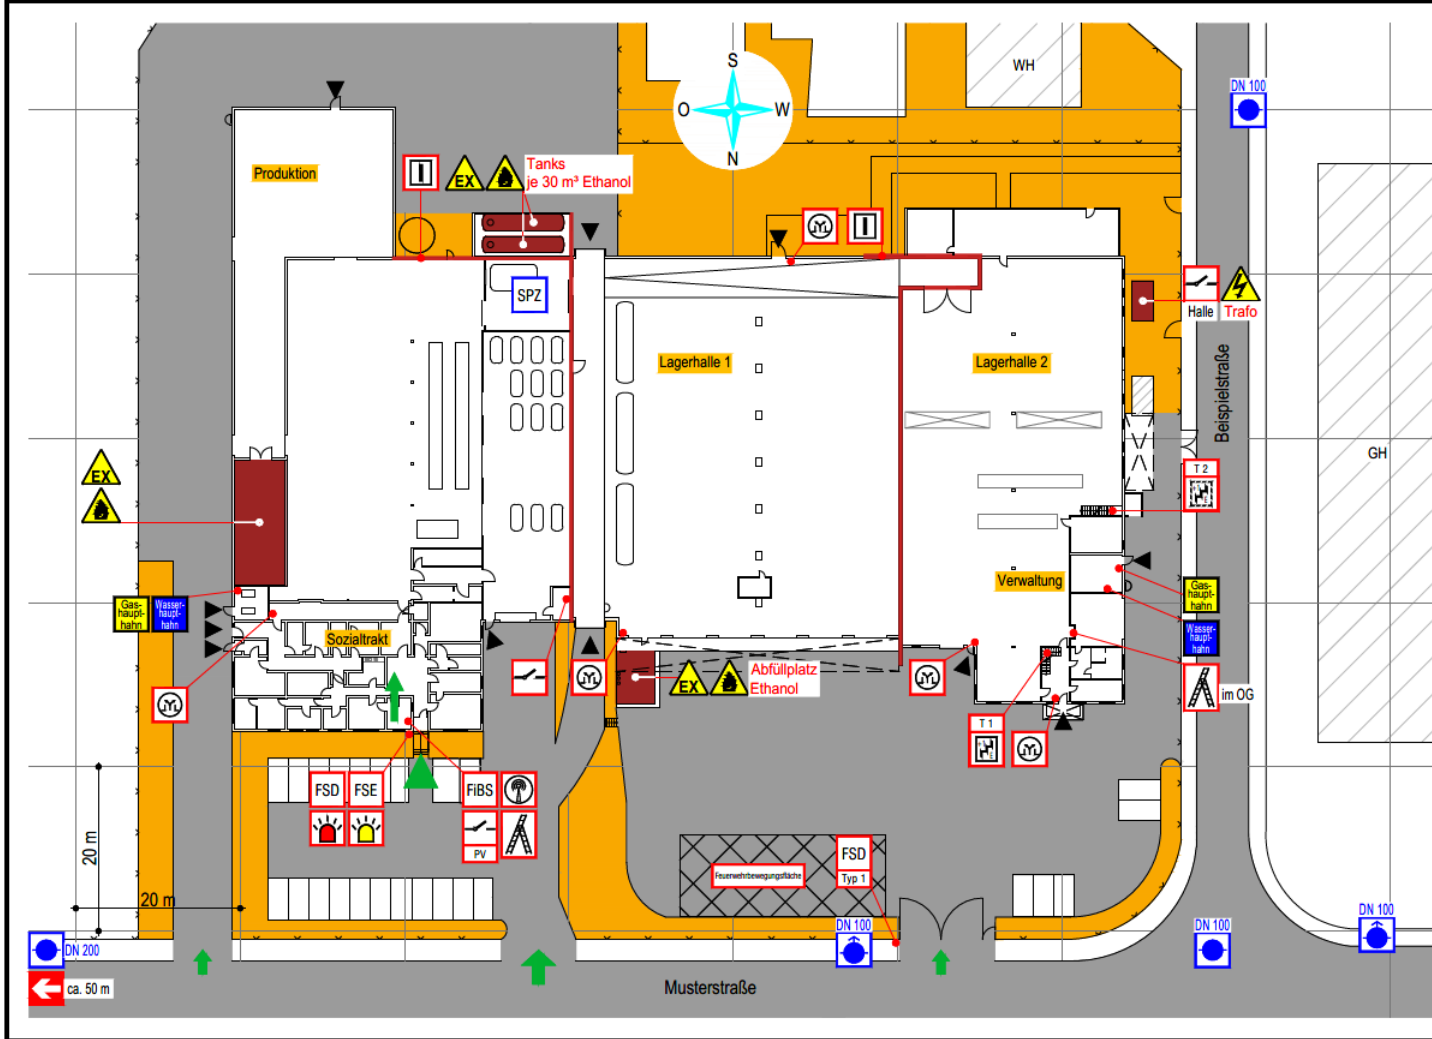 S
O
W
N
WH
DN 100
Produktion
EX
Tanks
je 30 m³ Ethanol
SPZ
Halle
Trafo
Lagerhalle 1
Lagerhalle 2
Beispielstraße
GH
EX
T 2
Gas-
haupt-
hahn
Wasser-
haupt-
hahn
Sozialtrakt
Verwaltung
Gas-
haupt-
hahn
Wasser-
haupt-
hahn
EX
Abfüllplatz
Ethanol
im OG
T 1
FSD
FSE
FiBS
PV
20 m
20 m
Feuerwehrbewegungsfläche
FSD
Typ 1
DN 200
DN 100
DN 100
DN 100
ca. 50 m
Musterstraße